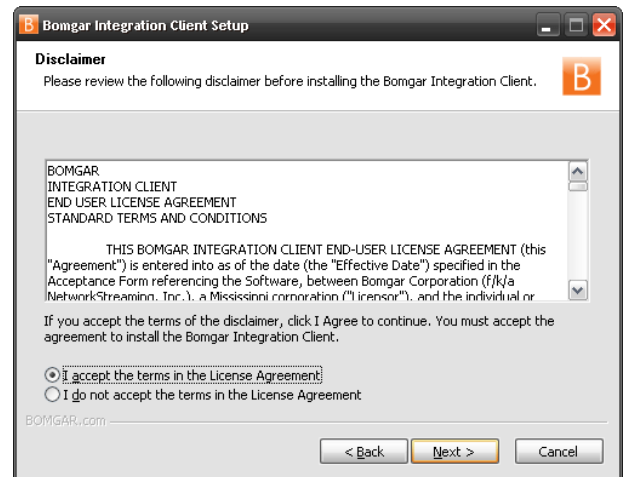 B Bomgar Integration Client Setup
Disclaimer
Please review the following disclaimer before installing the Bomgar Integration Client.
B
BOMGAR
INTEGRATION CLIENT
END USER LICENSE AGREEMENT
STANDARD TERMS AND CONDITIONS
THIS BOMGAR INTEGRATION CLIENT END-USER LICENSE AGREEMENT (this
"Agreement") is entered into as of the date (the "Effective Date") specified in the
Acceptance Form referencing the Software, between Bomgar Corporation (f/k/a
NetworkStreaming, Inc.), a Mississippi corporation ("Licensor"), and the individual or
If you accept the terms of the disclaimer, click I Agree to continue. You must accept the
agreement to install the Bomgar Integration Client.
I accept the terms in the License Agreement
I do not accept the terms in the License Agreement
BOMGAR.com
< Back Next > Cancel